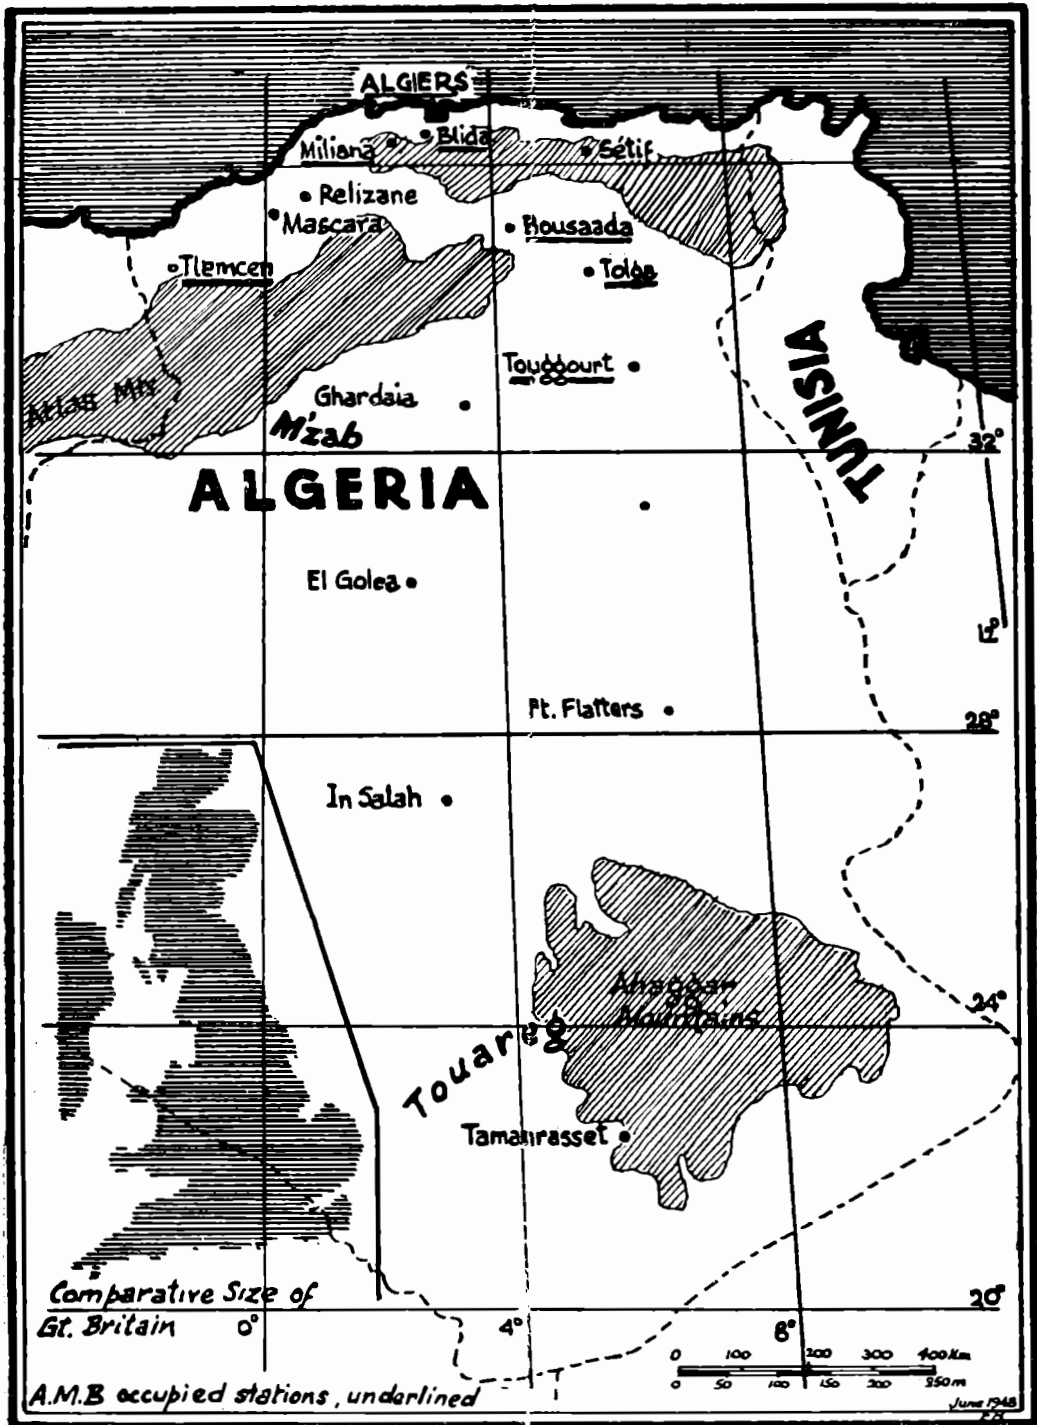 ALGIERS
Miliana
Blida
Sétif
Relizane
Mascara
Bousaada
Tlemcen
Tolga
TUNISIA
Touggourt
Atlas Mts
Ghardaia
M'zab
32°
ALGERIA
El Golea
12°
Ft. Flatters
28°
In Salah
Ahaggar
Mountains
24°
Touareg
Tamanrasset
Comparative Size of
Gt. Britain
20°
0°
4°
8°
0 100 200 300 400 Km
0 50 100 150 200 250 m
A.M.B occupied stations, underlined
June 1948